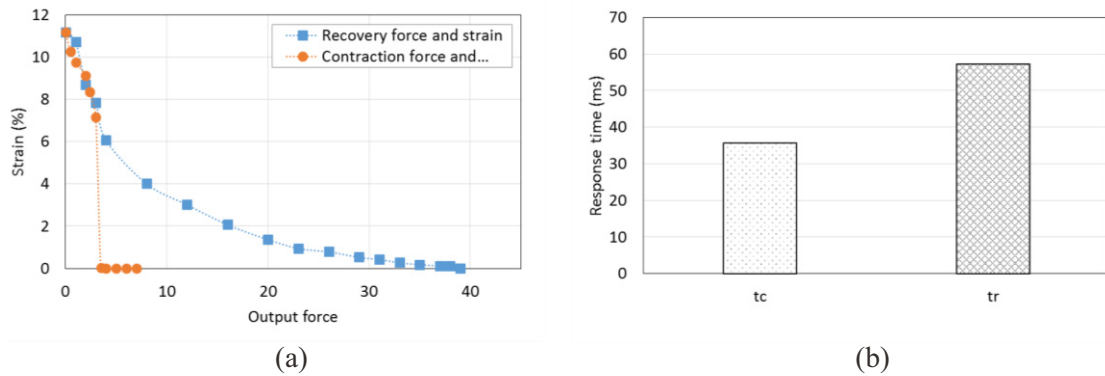 12
10
8
6
4
2
0
Strain (%)
Recovery force and strain
Contraction force and...
0
10
20
30
40
Output force
(a)
70
60
50
40
30
20
10
0
Response time (ms)
tc
tr
(b)